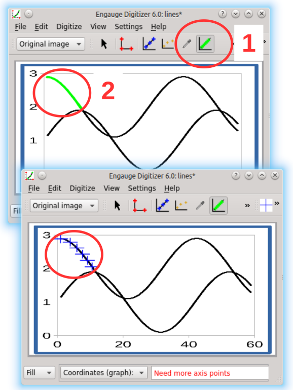 Engauge Digitizer 6.0: lines*
File Edit Digitize View Settings Help
Original image
1
3
2
2
1
Fil
Engauge Digitizer 6.0: lines*
File Edit Digitize View Settings Help
Original image
3
2
1
0
0 20 40 60
Fill Coordinates (graph): Need more axis points